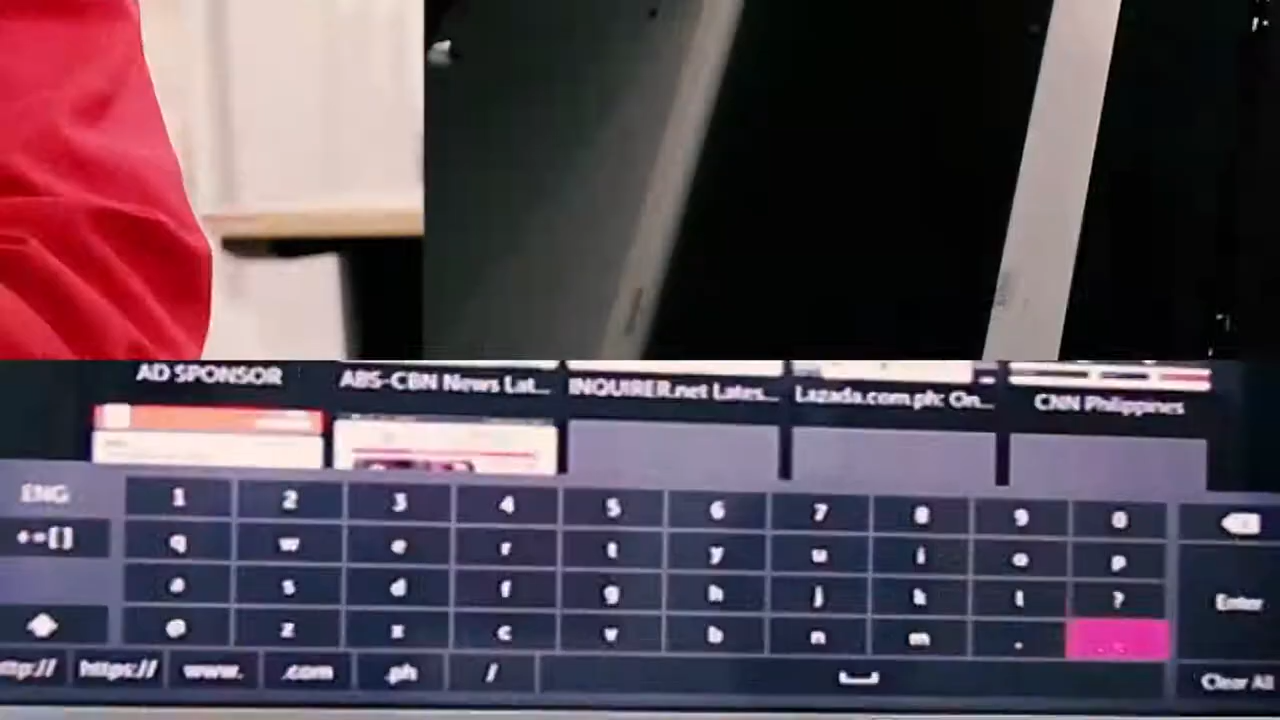 AD SPONSOR
ABS-CBN News Lat...
INQUIRER.net Lates...
Lazada.com.ph: On...
CNN Philippines
ENG 1 2 3 4 5 6 7 8 9 0
+=[] q w e r t y u i o p
a s d f g h j k l ? Enter
@ z x c v b n m .
ttp:// https:// www. .com .ph / Clear All